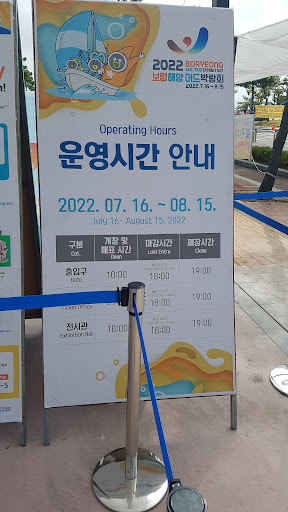 2022 BORYEONG
보령해양머드박람회
2022.7.16~8.15
Operating Hours
운영시간 안내
2022. 07. 16. ~ 08. 15.
July 16- August 15, 2022
구분 Cat.
개장 및 매표 시간 Open
마감시간 Last Entry
폐장시간 Close
출입구 Gate
10:00
18:00
19:00
Ticket Office
10:00
18:00
19:00
전시관 Exhibition Hall
10:00
18:00
19:00